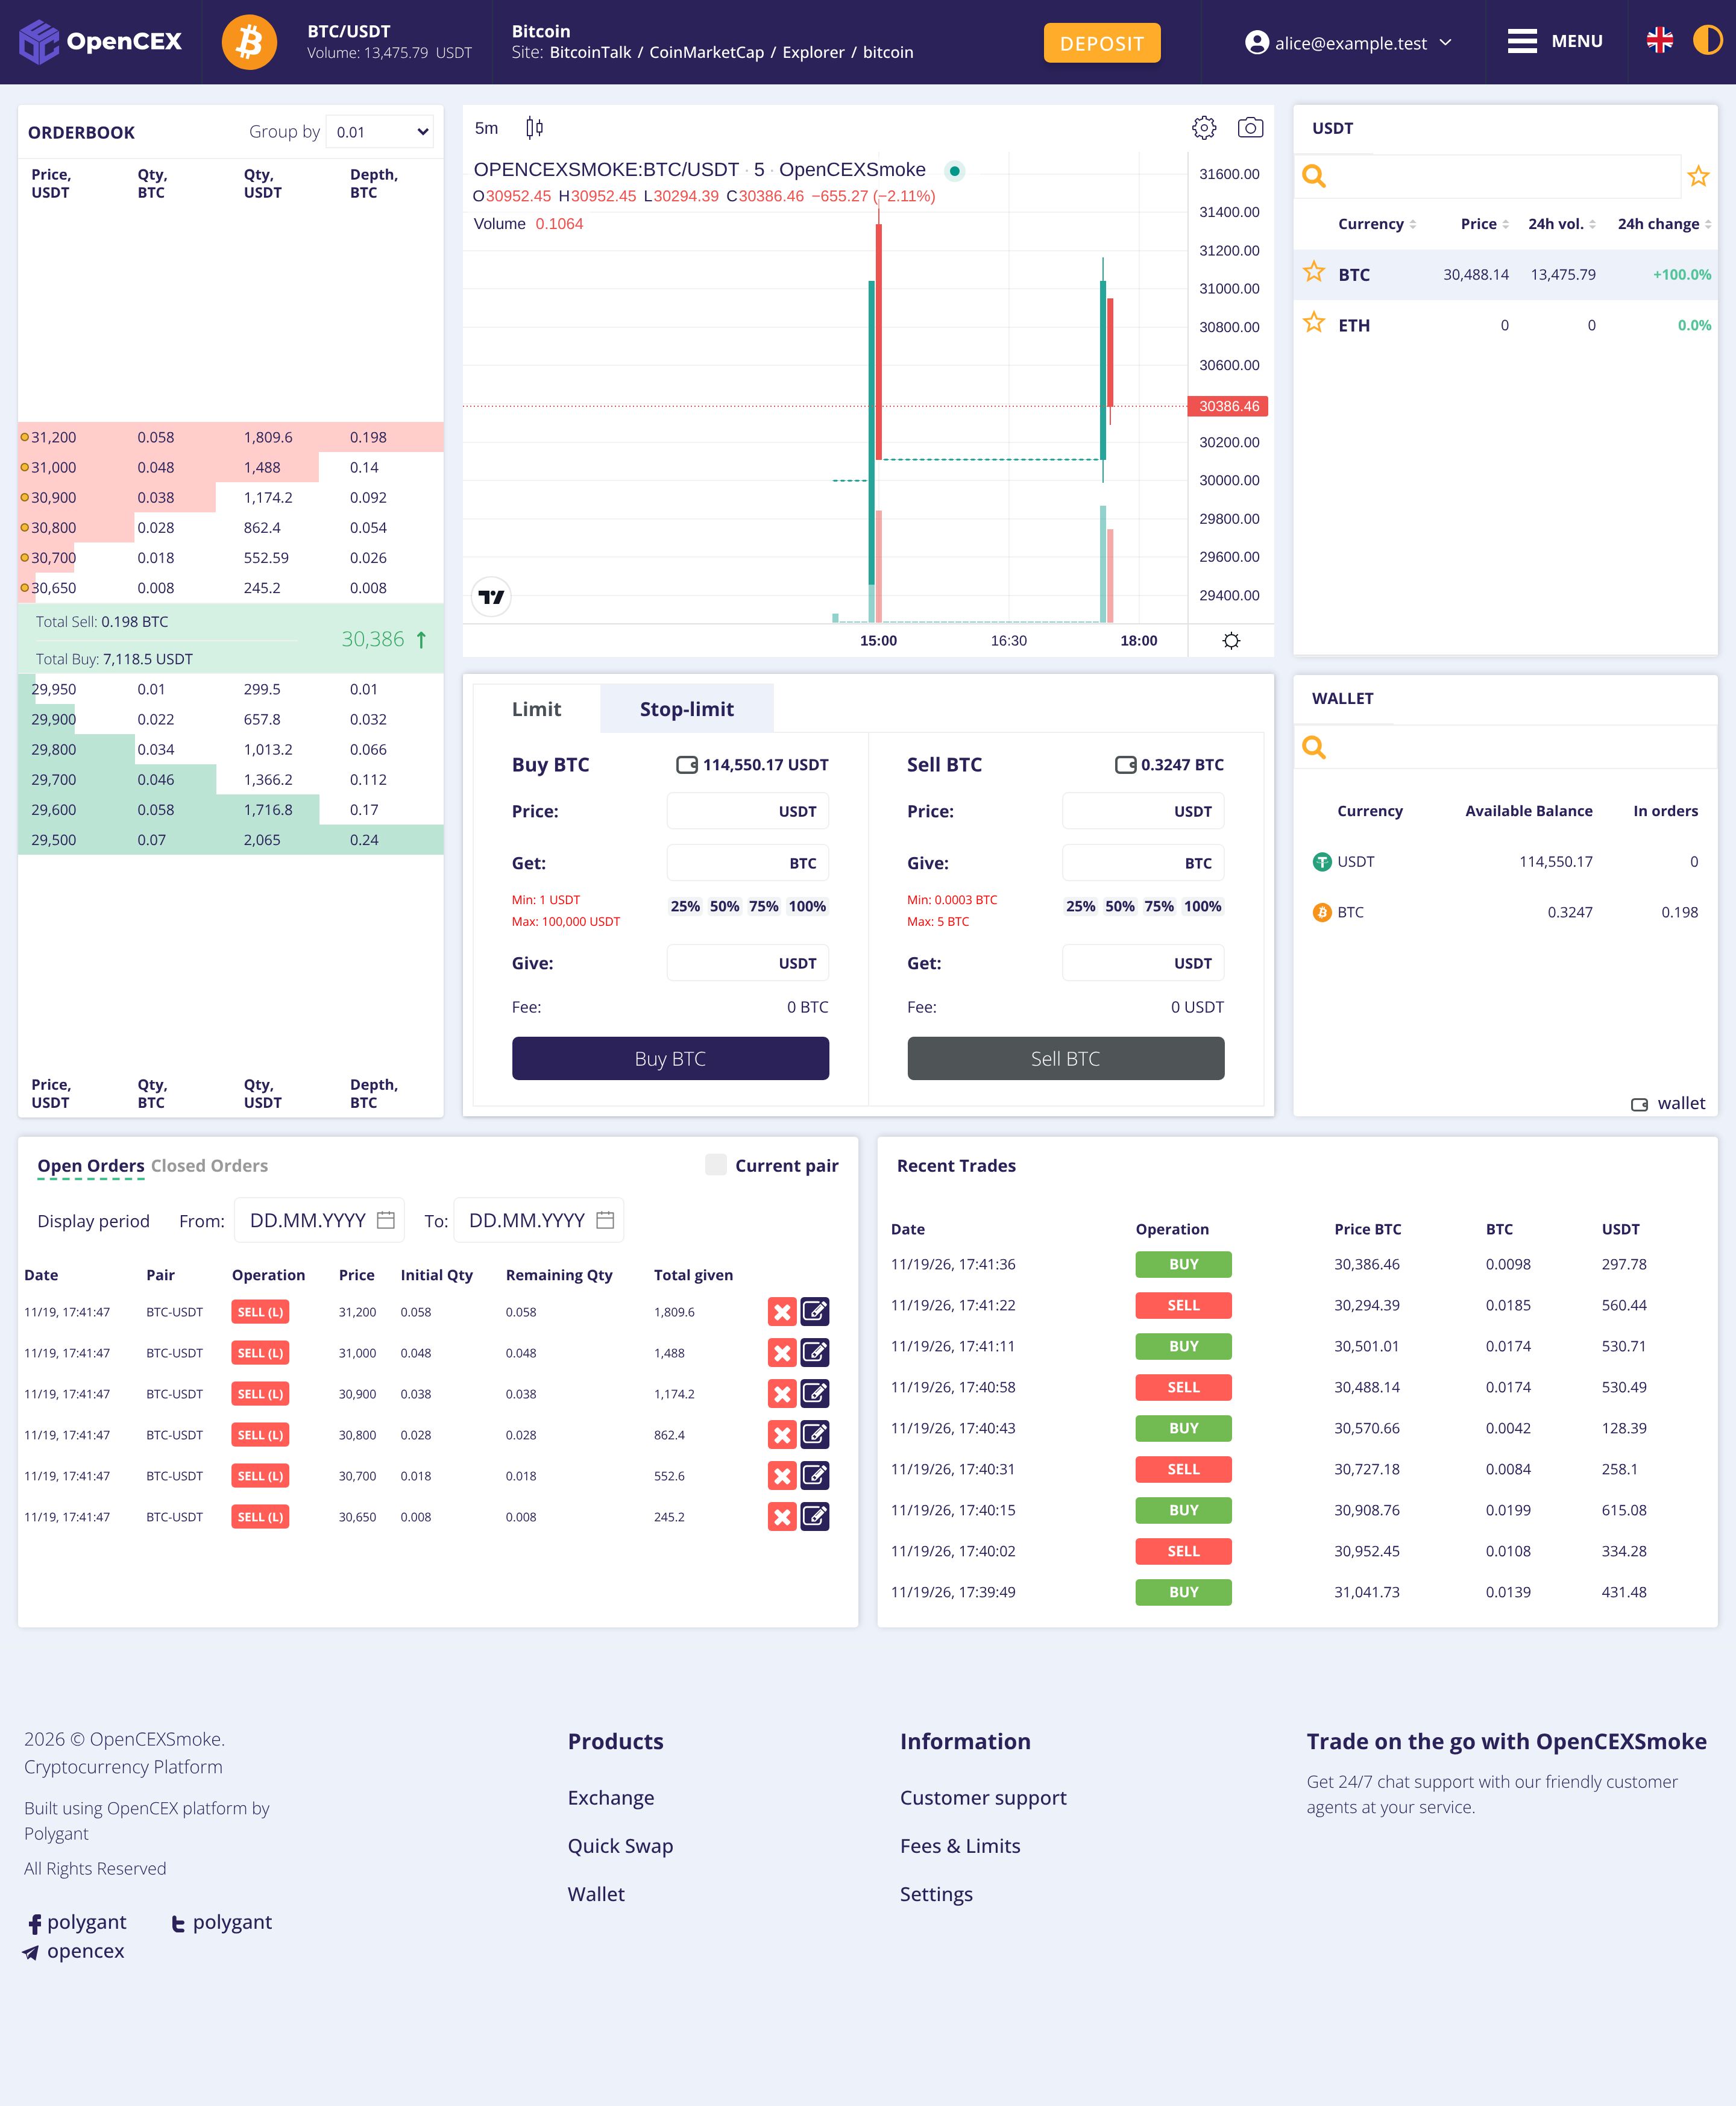 OpenCEX
BTC/USDT
Volume: 13,475.79 USDT
Bitcoin
Site: BitcoinTalk / CoinMarketCap / Explorer / bitcoin
DEPOSIT
alice@example.test
MENU
ORDERBOOK
Group by 0.01
Price, USDT Qty, BTC Qty, USDT Depth, BTC
31,200 0.058 1,809.6 0.198
31,000 0.048 1,488 0.14
30,900 0.038 1,174.2 0.092
30,800 0.028 862.4 0.054
30,700 0.018 552.59 0.026
30,650 0.008 245.2 0.008
Total Sell: 0.198 BTC
30,386 ↑
Total Buy: 7,118.5 USDT
29,950 0.01 299.5 0.01
29,900 0.022 657.8 0.032
29,800 0.034 1,013.2 0.066
29,700 0.046 1,366.2 0.112
29,600 0.058 1,716.8 0.17
29,500 0.07 2,065 0.24
Price, USDT Qty, BTC Qty, USDT Depth, BTC
5m
OPENCEXSMOKE:BTC/USDT · 5 · OpenCEXSmoke
O30952.45 H30952.45 L30294.39 C30386.46 −655.27 (−2.11%)
Volume 0.1064
31600.00
31400.00
31200.00
31000.00
30800.00
30600.00
30386.46
30200.00
30000.00
29800.00
29600.00
29400.00
15:00 16:30 18:00
USDT
Currency Price 24h vol. 24h change
BTC 30,488.14 13,475.79 +100.0%
ETH 0 0 0.0%
Limit Stop-limit
Buy BTC 114,550.17 USDT
Price: USDT
Get: BTC
Min: 1 USDT
Max: 100,000 USDT
25% 50% 75% 100%
Give: USDT
Fee: 0 BTC
Buy BTC
Sell BTC 0.3247 BTC
Price: USDT
Give: BTC
Min: 0.0003 BTC
Max: 5 BTC
25% 50% 75% 100%
Get: USDT
Fee: 0 USDT
Sell BTC
WALLET
Currency Available Balance In orders
USDT 114,550.17 0
BTC 0.3247 0.198
wallet
Open Orders Closed Orders Current pair
Display period From: DD.MM.YYYY To: DD.MM.YYYY
Date Pair Operation Price Initial Qty Remaining Qty Total given
11/19, 17:41:47 BTC-USDT SELL (L) 31,200 0.058 0.058 1,809.6
11/19, 17:41:47 BTC-USDT SELL (L) 31,000 0.048 0.048 1,488
11/19, 17:41:47 BTC-USDT SELL (L) 30,900 0.038 0.038 1,174.2
11/19, 17:41:47 BTC-USDT SELL (L) 30,800 0.028 0.028 862.4
11/19, 17:41:47 BTC-USDT SELL (L) 30,700 0.018 0.018 552.6
11/19, 17:41:47 BTC-USDT SELL (L) 30,650 0.008 0.008 245.2
Recent Trades
Date Operation Price BTC BTC USDT
11/19/26, 17:41:36 BUY 30,386.46 0.0098 297.78
11/19/26, 17:41:22 SELL 30,294.39 0.0185 560.44
11/19/26, 17:41:11 BUY 30,501.01 0.0174 530.71
11/19/26, 17:40:58 SELL 30,488.14 0.0174 530.49
11/19/26, 17:40:43 BUY 30,570.66 0.0042 128.39
11/19/26, 17:40:31 SELL 30,727.18 0.0084 258.1
11/19/26, 17:40:15 BUY 30,908.76 0.0199 615.08
11/19/26, 17:40:02 SELL 30,952.45 0.0108 334.28
11/19/26, 17:39:49 BUY 31,041.73 0.0139 431.48
2026 © OpenCEXSmoke.
Cryptocurrency Platform
Built using OpenCEX platform by
Polygant
All Rights Reserved
polygant polygant
opencex
Products
Exchange
Quick Swap
Wallet
Information
Customer support
Fees & Limits
Settings
Trade on the go with OpenCEXSmoke
Get 24/7 chat support with our friendly customer
agents at your service.